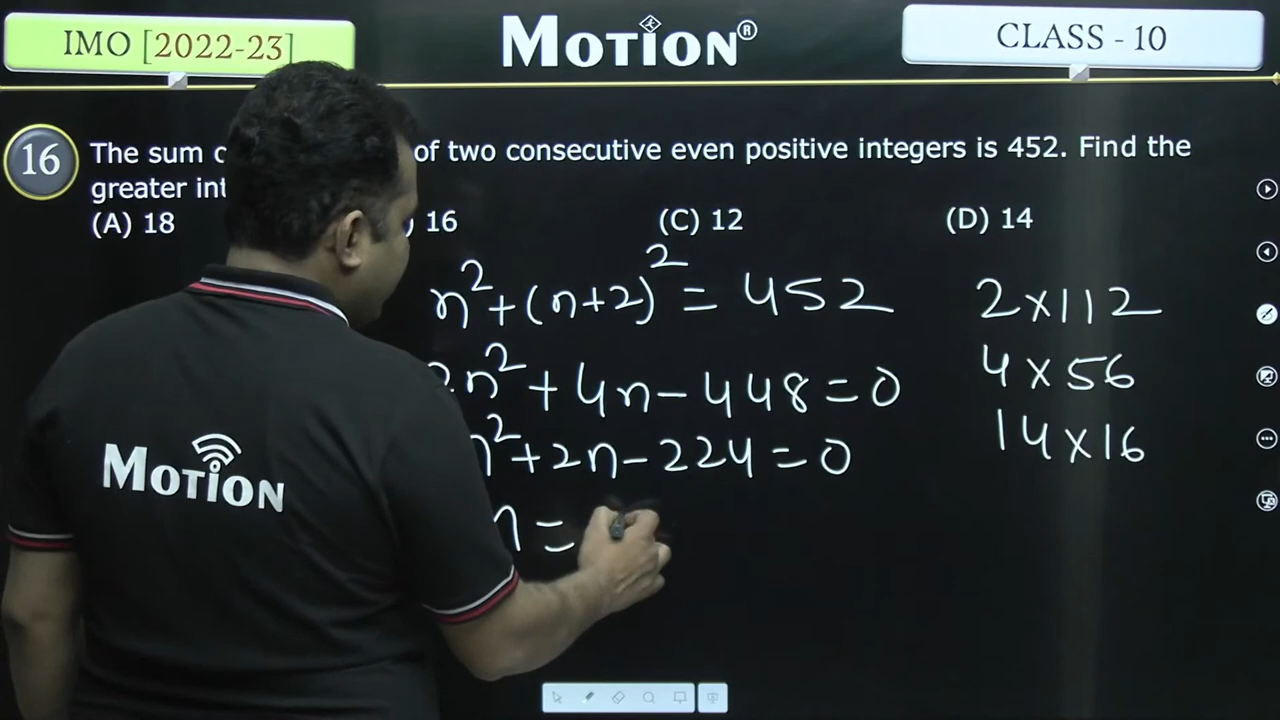 IMO [2022-23]
MOTION®
CLASS - 10
16
The sum of two consecutive even positive integers is 452. Find the
greater
(A) 18 16 (C) 12 (D) 14
n² + (n+2)² = 452
2 × 112
n² + 4n - 448 = 0
4 × 56
n² + 2n - 224 = 0
14 × 16
n =
MOTION